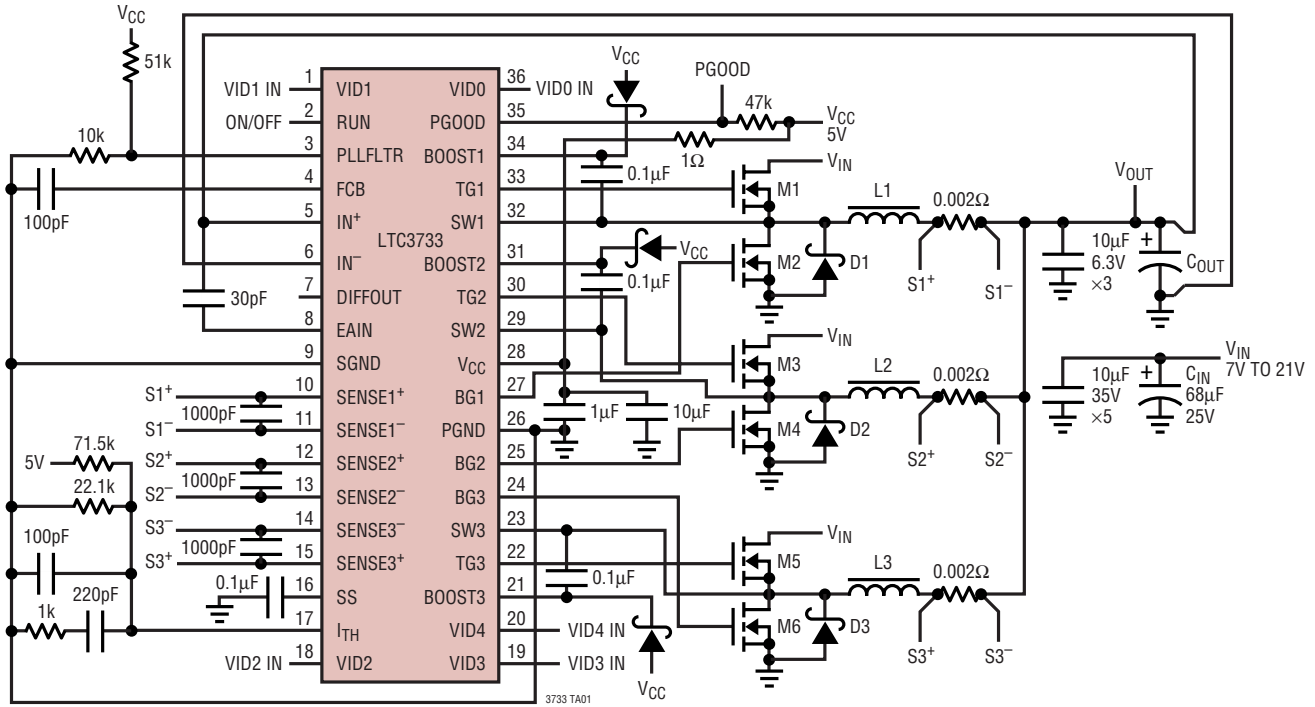 VCC
51k
10k
100pF
30pF
VID1 IN
ON/OFF
1
2
3
4
5
6
7
8
9
10
11
12
13
14
15
16
17
18
VID1
RUN
PLLFLTR
FCB
IN+
IN−
DIFFOUT
EAIN
SGND
SENSE1+
SENSE1−
SENSE2+
SENSE2−
SENSE3−
SENSE3+
SS
ITH
VID2
LTC3733
VID0
PGOOD
BOOST1
TG1
SW1
BOOST2
TG2
SW2
VCC
BG1
PGND
BG2
BG3
SW3
TG3
BOOST3
VID4
VID3
36
35
34
33
32
31
30
29
28
27
26
25
24
23
22
21
20
19
S1+
1000pF
S1−
S2+
1000pF
S2−
S3−
1000pF
S3+
71.5k
5V
22.1k
100pF
1k
220pF
0.1µF
VID2 IN
VID0 IN
VCC
PGOOD
47k
VCC
5V
1Ω
0.1µF
VCC
0.1µF
1µF
10µF
0.1µF
VID4 IN
VID3 IN
VCC
VIN
M1
M2
D1
L1
0.002Ω
S1+
S1−
VIN
M3
M4
D2
L2
0.002Ω
S2+
S2−
VIN
M5
M6
D3
L3
0.002Ω
S3+
S3−
VOUT
10µF
6.3V
×3
+
COUT
VIN
7V TO 21V
10µF
35V
×5
+
CIN
68µF
25V
3733 TA01